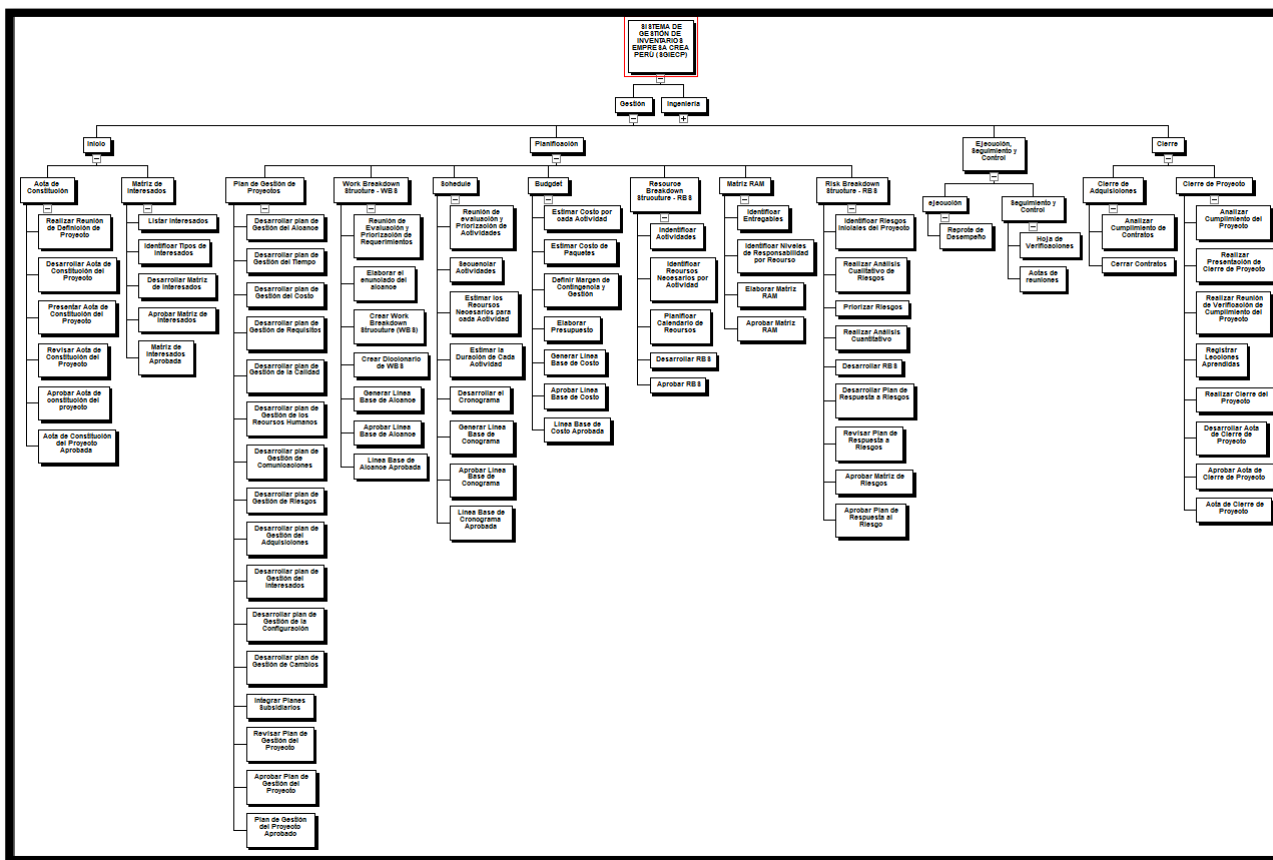 SISTEMA DE
GESTIÓN DE
INVENTARIOS
EMPRESA CREA
PERÚ (SGIECP)
Gestión
Ingeniería
Inicio
Planificación
Ejecución,
Seguimiento y
Control
Cierre
Acta de
Constitución
Matriz de
Interesados
Plan de Gestión de
Proyectos
Work Breakdown
Structure - WBS
Schedule
Budgdet
Resource
Breakdown
Structure - RBS
Matriz RAM
Risk Breakdown
Structure - RBS
ejecución
Seguimiento y
Control
Cierre de
Adquisiones
Cierre de Proyecto
Realizar Reunión
de Definición de
Proyecto
Desarrollar Acta de
Constitución del
Proyecto
Presentar Acta de
Constitución del
Proyecto
Revisar Acta de
Constitución del
Proyecto
Aprobar Acta de
constitución del
proyecto
Acta de Constitución
del Proyecto
Aprobada
Listar Interesados
Identificar Tipos de
Interesados
Desarrollar Matriz
de Interesados
Aprobar Matriz de
Interesados
Matriz de
Interesados
Aprobada
Desarrollar plan de
Gestión del Alcance
Desarrollar plan de
Gestión del Tiempo
Desarrollar plan de
Gestión del Costo
Desarrollar plan de
Gestión de Requisitos
Desarrollar plan de
Gestión de la Calidad
Desarrollar plan de
Gestión de los
Recursos Humanos
Desarrollar plan de
Gestión de
Comunicaciones
Desarrollar plan de
Gestión de Riesgos
Desarrollar plan de
Gestión del
Adquisiciones
Desarrollar plan de
Gestión del
Interesados
Desarrollar plan de
Gestión de la
Configuración
Desarrollar plan de
Gestión de Cambios
Integrar Planes
Subsidiarios
Revisar Plan de
Gestión del
Proyecto
Aprobar Plan de
Gestión del
Proyecto
Plan de Gestión
del Proyecto
Aprobado
Reunión de
Evaluación y
Priorización de
Requerimientos
Elaborar el
enunciado del
alcance
Crear Work
Breakdown
Strucuture (WBS)
Crear Diccionario
de WBS
Generar Línea
Base de Alcance
Aprobar Línea
Base de Alcance
Línea Base de
Alcance Aprobada
Reunión de
evaluación y
Priorización de
Actividades
Secuenciar
Actividades
Estimar los
Recursos
Necesarios para
cada Actividad
Estimar la
Duración de Cada
Actividad
Desarrollar el
Cronograma
Generar Línea
Base de
Conograma
Aprobar Línea
Base de
Conograma
Línea Base de
Cronograma
Aprobada
Estimar Costo por
cada Actividad
Estimar Costo de
Paquetes
Definir Margen de
Contingencia y
Gestión
Elaborar
Presupuesto
Generar Línea
Base de Costo
Aprobar Línea
Base de Costo
Línea Base de
Costo Aprobada
Indentificar
Actividades
Identificar
Recursos
Necesarios por
Actividad
Planificar
Calendario de
Recursos
Desarrollar RBS
Aprobar RBS
Identificar
Entregables
Identificar Niveles
de Responsabilidad
por Recurso
Elaborar Matriz
RAM
Aprobar Matriz
RAM
Identificar Riesgos
Iniciales del Proyecto
Realizar Análisis
Cualitativo de
Riesgos
Priorizar Riesgos
Realizar Análisis
Cuantitativo
Desarrollar RBS
Desarrollar Plan de
Respuesta a Riesgos
Revisar Plan de
Respuesta a
Riesgos
Aprobar Matriz de
Riesgos
Aprobar Plan de
Respuesta al
Riesgo
Reprote de
Desempeño
Hoja de
Verificaciones
Actas de
reuniones
Analizar
Cumplimiento de
Contratos
Cerrar Contratos
Analizar
Cumplimiento del
Proyecto
Realizar
Presentación de
Cierre de Proyecto
Realizar Reunión
de Verificación de
Cumplimiento del
Proyecto
Registrar
Lecciones
Aprendidas
Realizar Cierre del
Proyecto
Desarrollar Acta
de Cierre de
Proyecto
Aprobar Acta de
Cierre de Proyecto
Acta de Cierre de
Proyecto